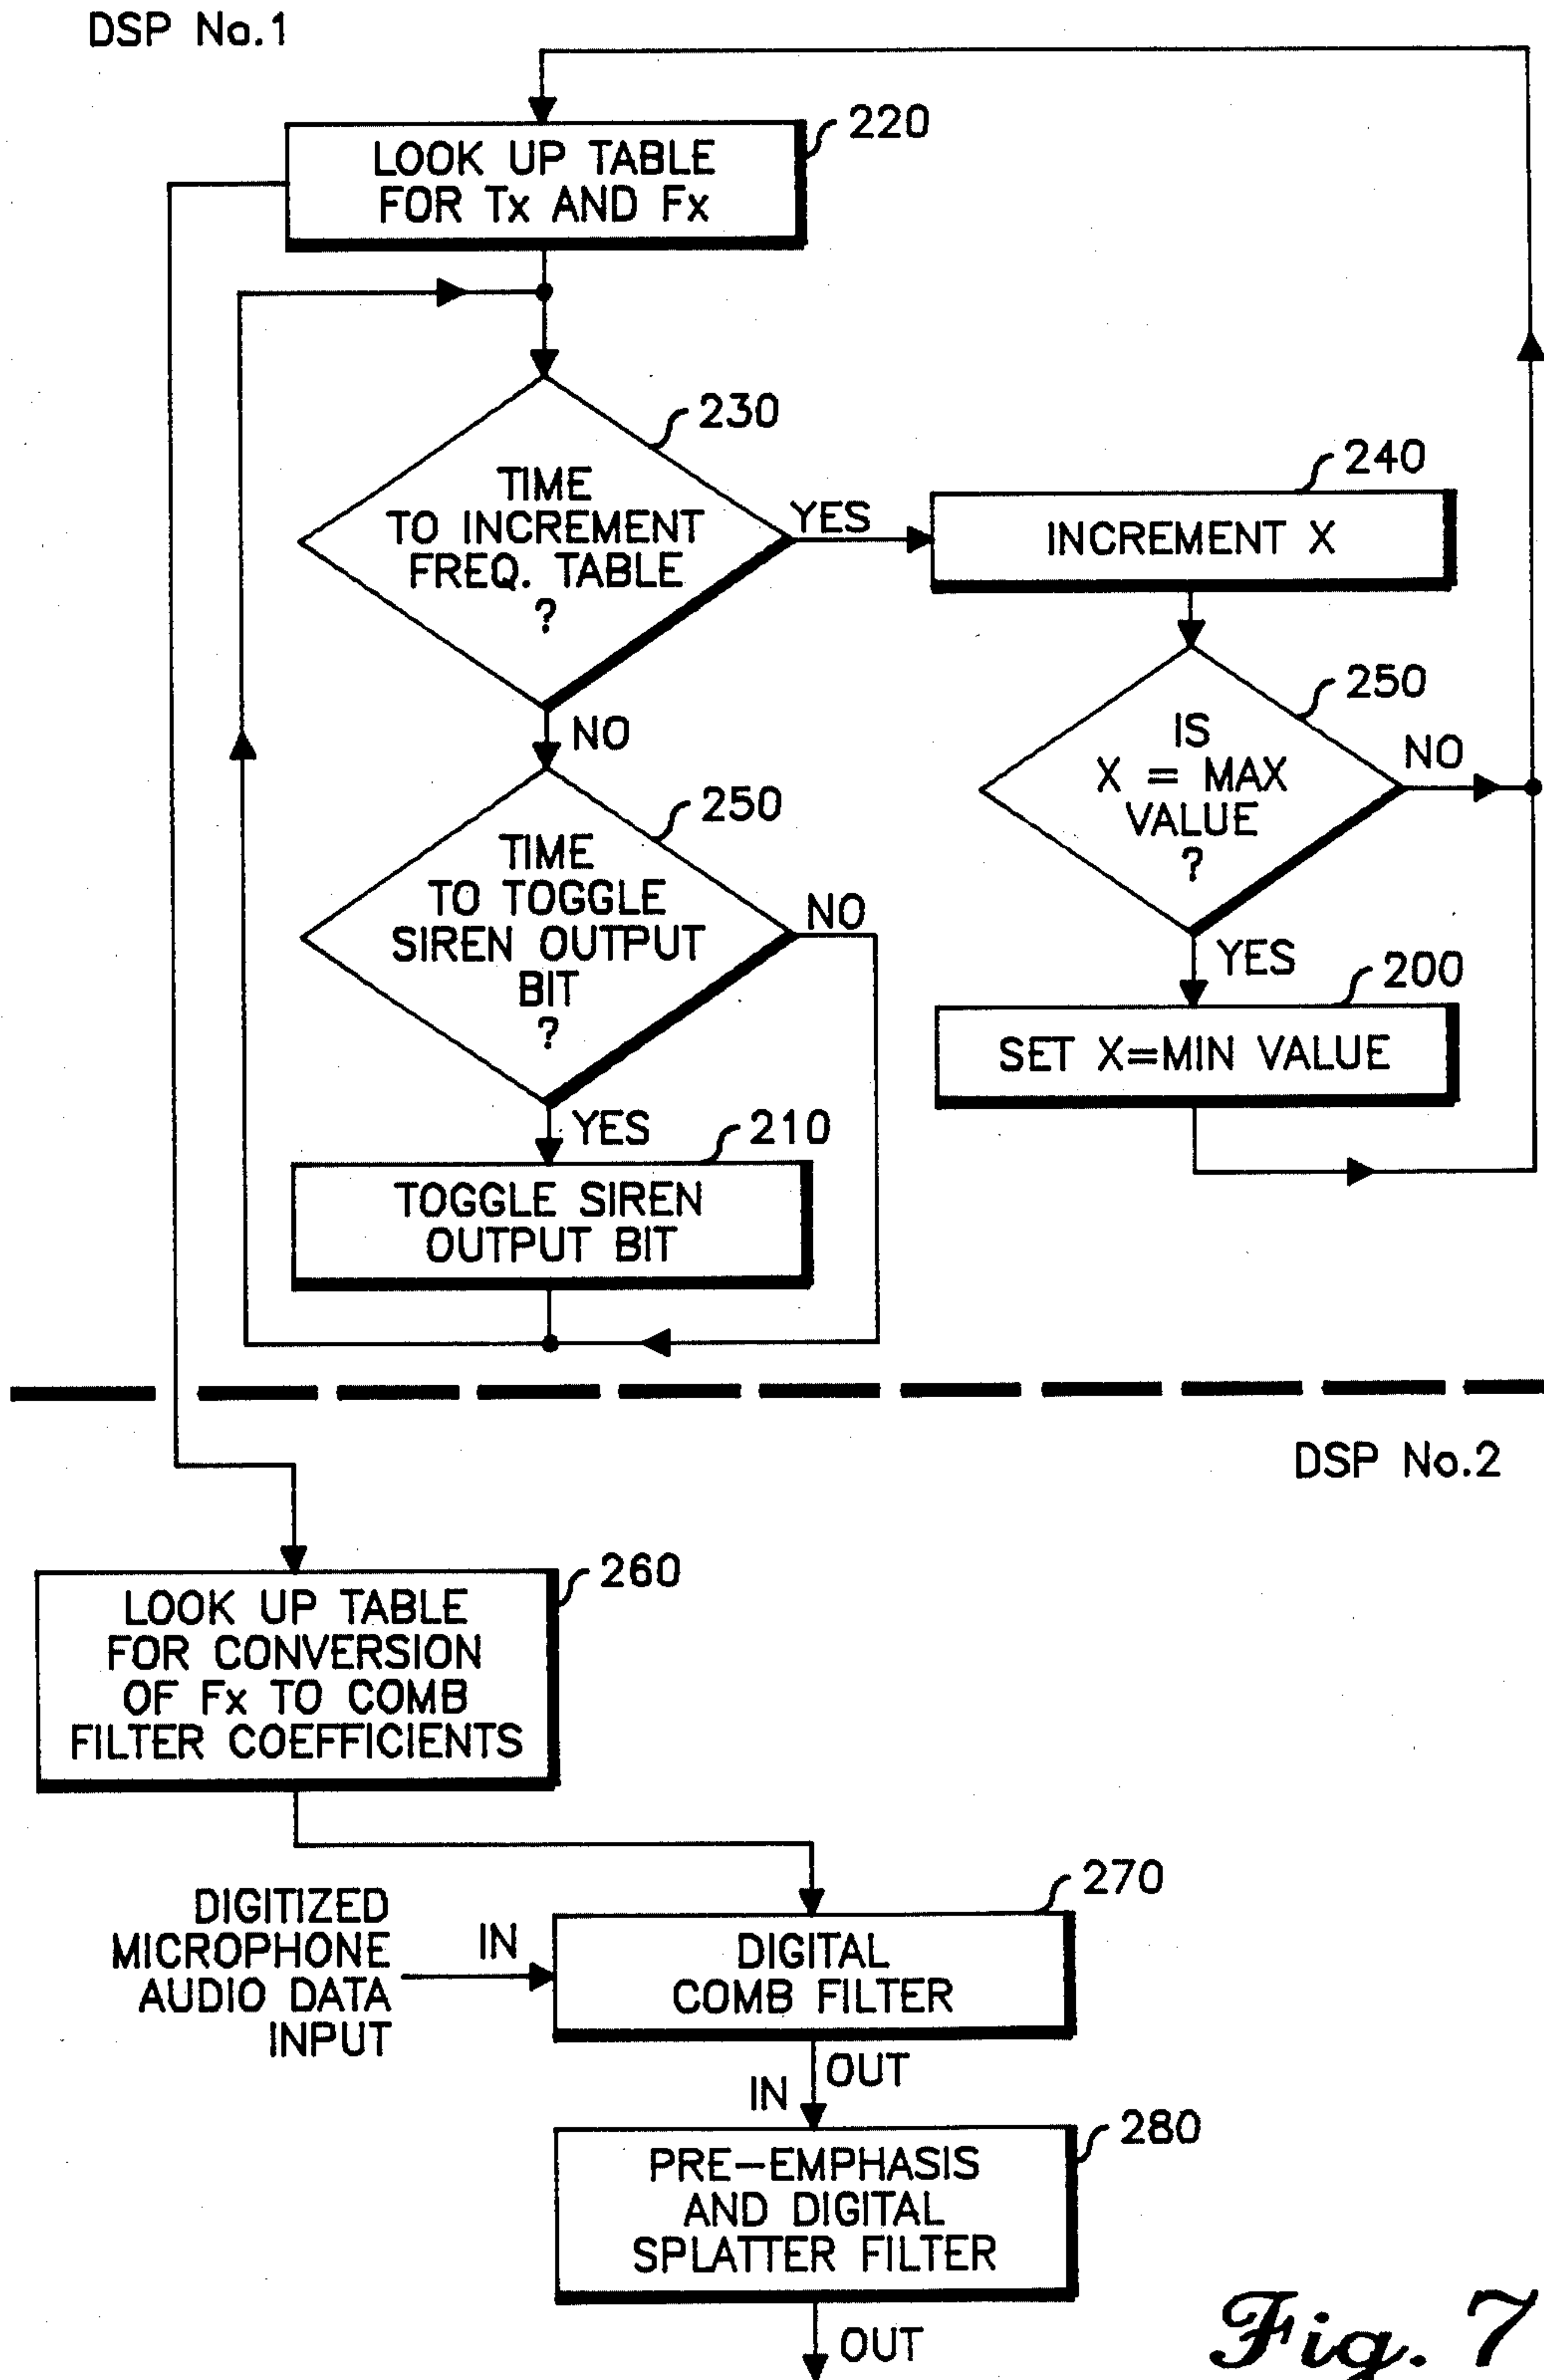 DSP No.1
220
LOOK UP TABLE
FOR Tx AND Fx
230
TIME
TO INCREMENT
FREQ. TABLE
?
YES
240
INCREMENT X
NO
250
IS
X = MAX
VALUE
?
NO
250
TIME
TO TOGGLE
SIREN OUTPUT
BIT
?
NO
YES
200
SET X=MIN VALUE
YES
210
TOGGLE SIREN
OUTPUT BIT
DSP No.2
260
LOOK UP TABLE
FOR CONVERSION
OF Fx TO COMB
FILTER COEFFICIENTS
DIGITIZED
MICROPHONE
AUDIO DATA
INPUT
IN
270
DIGITAL
COMB FILTER
OUT
IN
280
PRE-EMPHASIS
AND DIGITAL
SPLATTER FILTER
OUT
Fig. 7